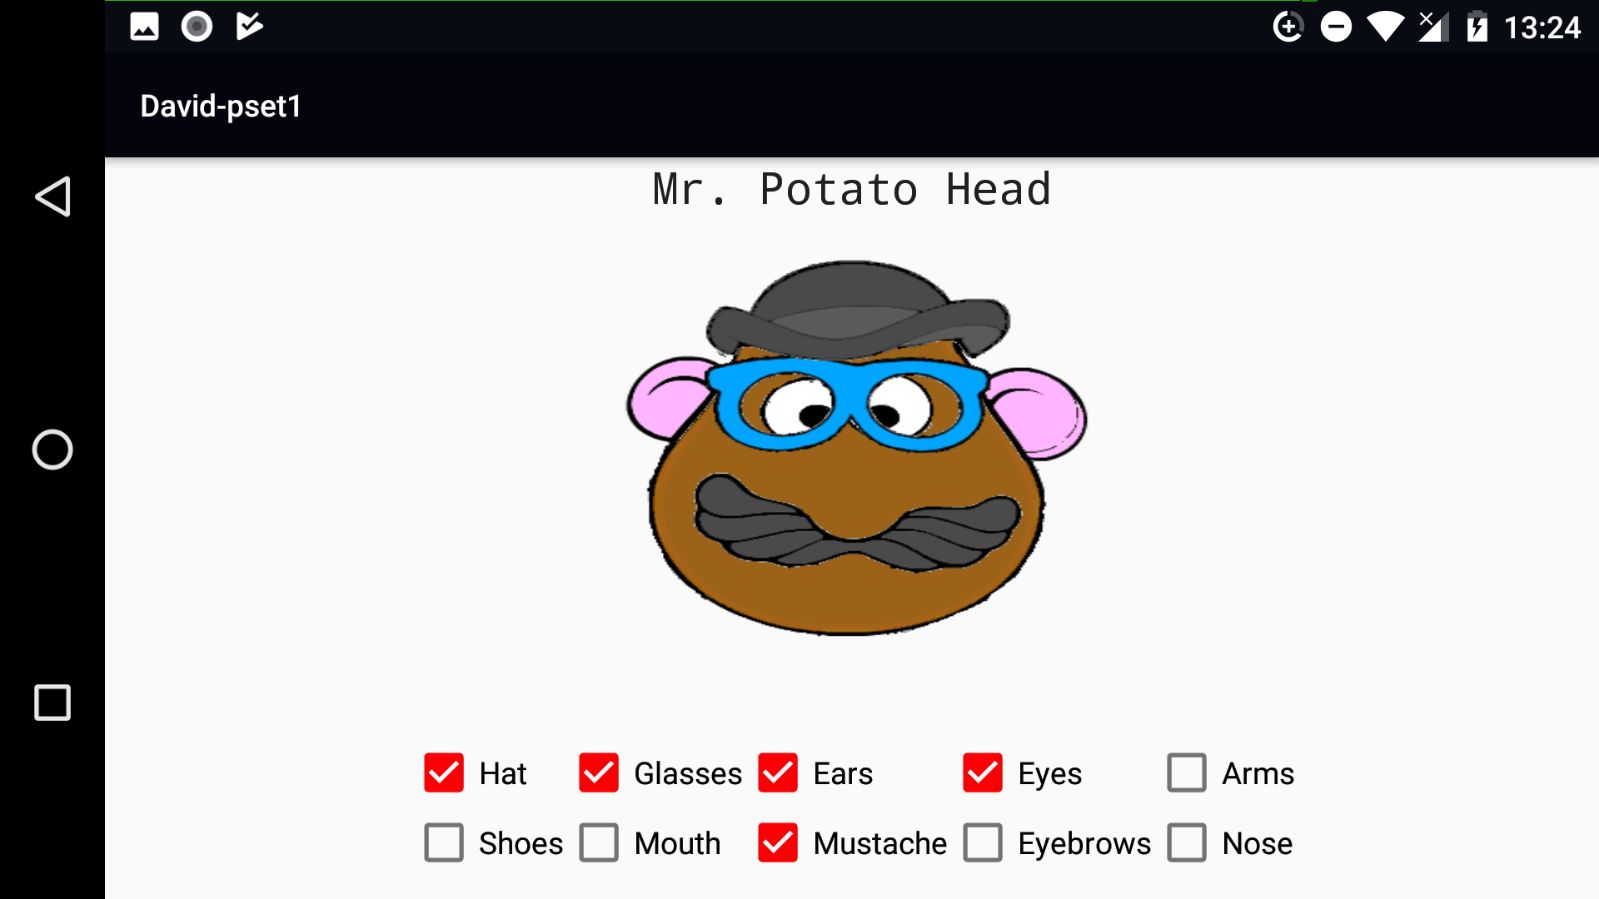 13:24
David-pset1
Mr. Potato Head
Hat Glasses Ears Eyes Arms
Shoes Mouth Mustache Eyebrows Nose